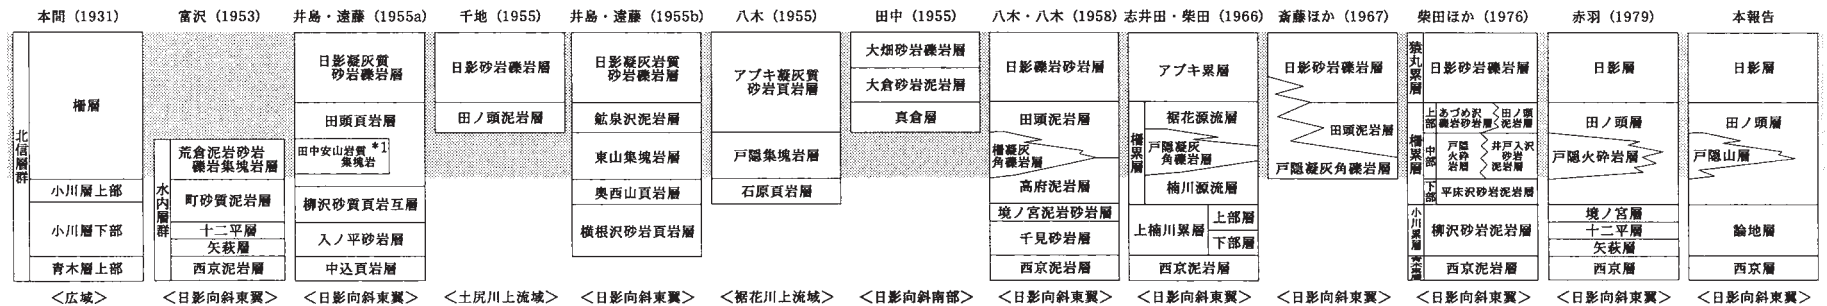 本間 (1931)
北信層群
柵層
小川層上部
小川層下部
青木層上部
<広域>
富沢 (1953)
水内層群
荒倉泥岩砂岩
礫岩集塊岩層
町砂質泥岩層
十二平層
矢萩層
西京泥岩層
<日影向斜東翼>
井島・遠藤 (1955a)
日影凝灰質
砂岩礫岩層
田頭頁岩層
田中安山岩質 *1
集塊岩
柳沢砂質頁岩互層
入ノ平砂岩層
中込頁岩層
<日影向斜東翼>
千地 (1955)
日影砂岩礫岩層
田ノ頭泥岩層
<土尻川上流域>
井島・遠藤 (1955b)
日影凝灰岩質
砂岩礫岩層
鉱泉沢泥岩層
東山集塊岩層
奥西山頁岩層
横根沢砂岩頁岩層
<日影向斜東翼>
八木 (1955)
アブキ凝灰質
砂岩頁岩層
戸隠集塊岩層
石原頁岩層
<裾花川上流域>
田中 (1955)
大畑砂岩礫岩層
大倉砂岩泥岩層
真倉層
<日影向斜南部>
八木・八木 (1958)
日影礫岩砂岩層
田頭泥岩層
柵凝灰
角礫岩層
高府泥岩層
境ノ宮泥岩砂岩層
千見砂岩層
西京泥岩層
<日影向斜東翼>
志井田・柴田 (1966)
アブキ累層
柵累層
裾花源流層
戸隠凝灰
角礫岩層
楠川源流層
上楠川累層
上部層
下部層
西京泥岩層
<日影向斜東翼>
斎藤ほか (1967)
日影砂岩礫岩層
田頭泥岩層
戸隠凝灰角礫岩層
<日影向斜東翼>
柴田ほか (1976)
猿丸累層
日影砂岩礫岩層
柵累層
上部
あづめ沢
礫岩砂岩層
田ノ頭
泥岩層
中部
戸隠
火砕
岩層
井戸入沢
砂岩
泥岩層
下部
平床沢砂岩泥岩層
小川累層
柳沢砂岩泥岩層
西京泥岩層
<日影向斜東翼>
赤羽 (1979)
日影層
田ノ頭層
戸隠火砕岩層
境ノ宮層
十二平層
矢萩層
西京層
<日影向斜東翼>
本報告
日影層
田ノ頭層
戸隠山層
論地層
西京層
<日影向斜東翼>